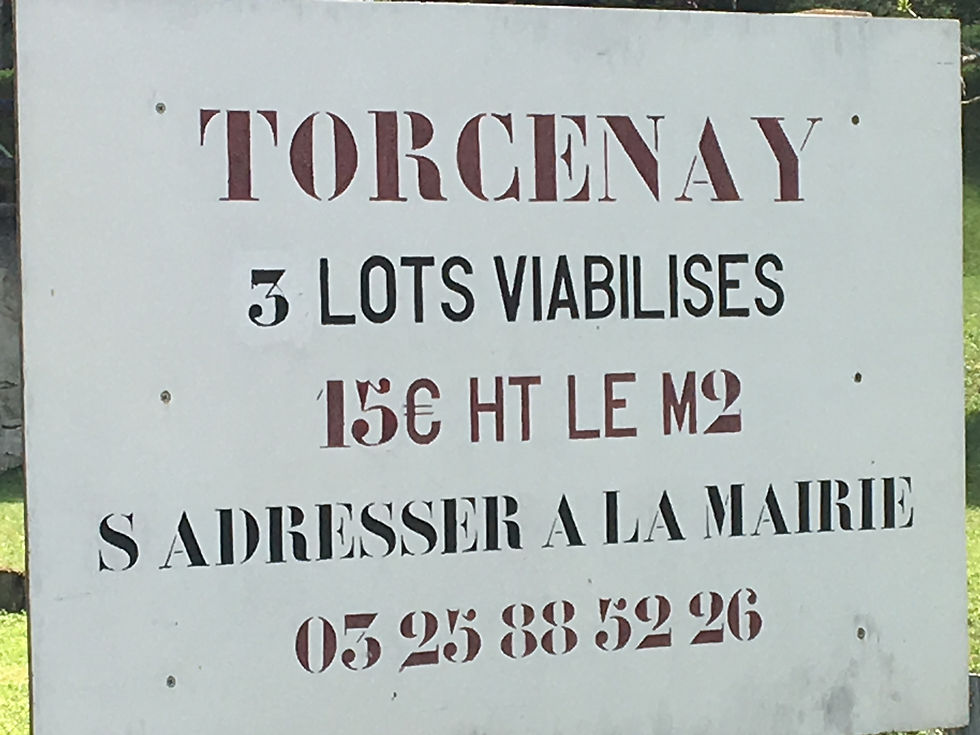 TORCENAY
3 LOTS VIABILISES
15€ HT LE M2
S ADRESSER A LA MAIRIE
03 25 88 52 26